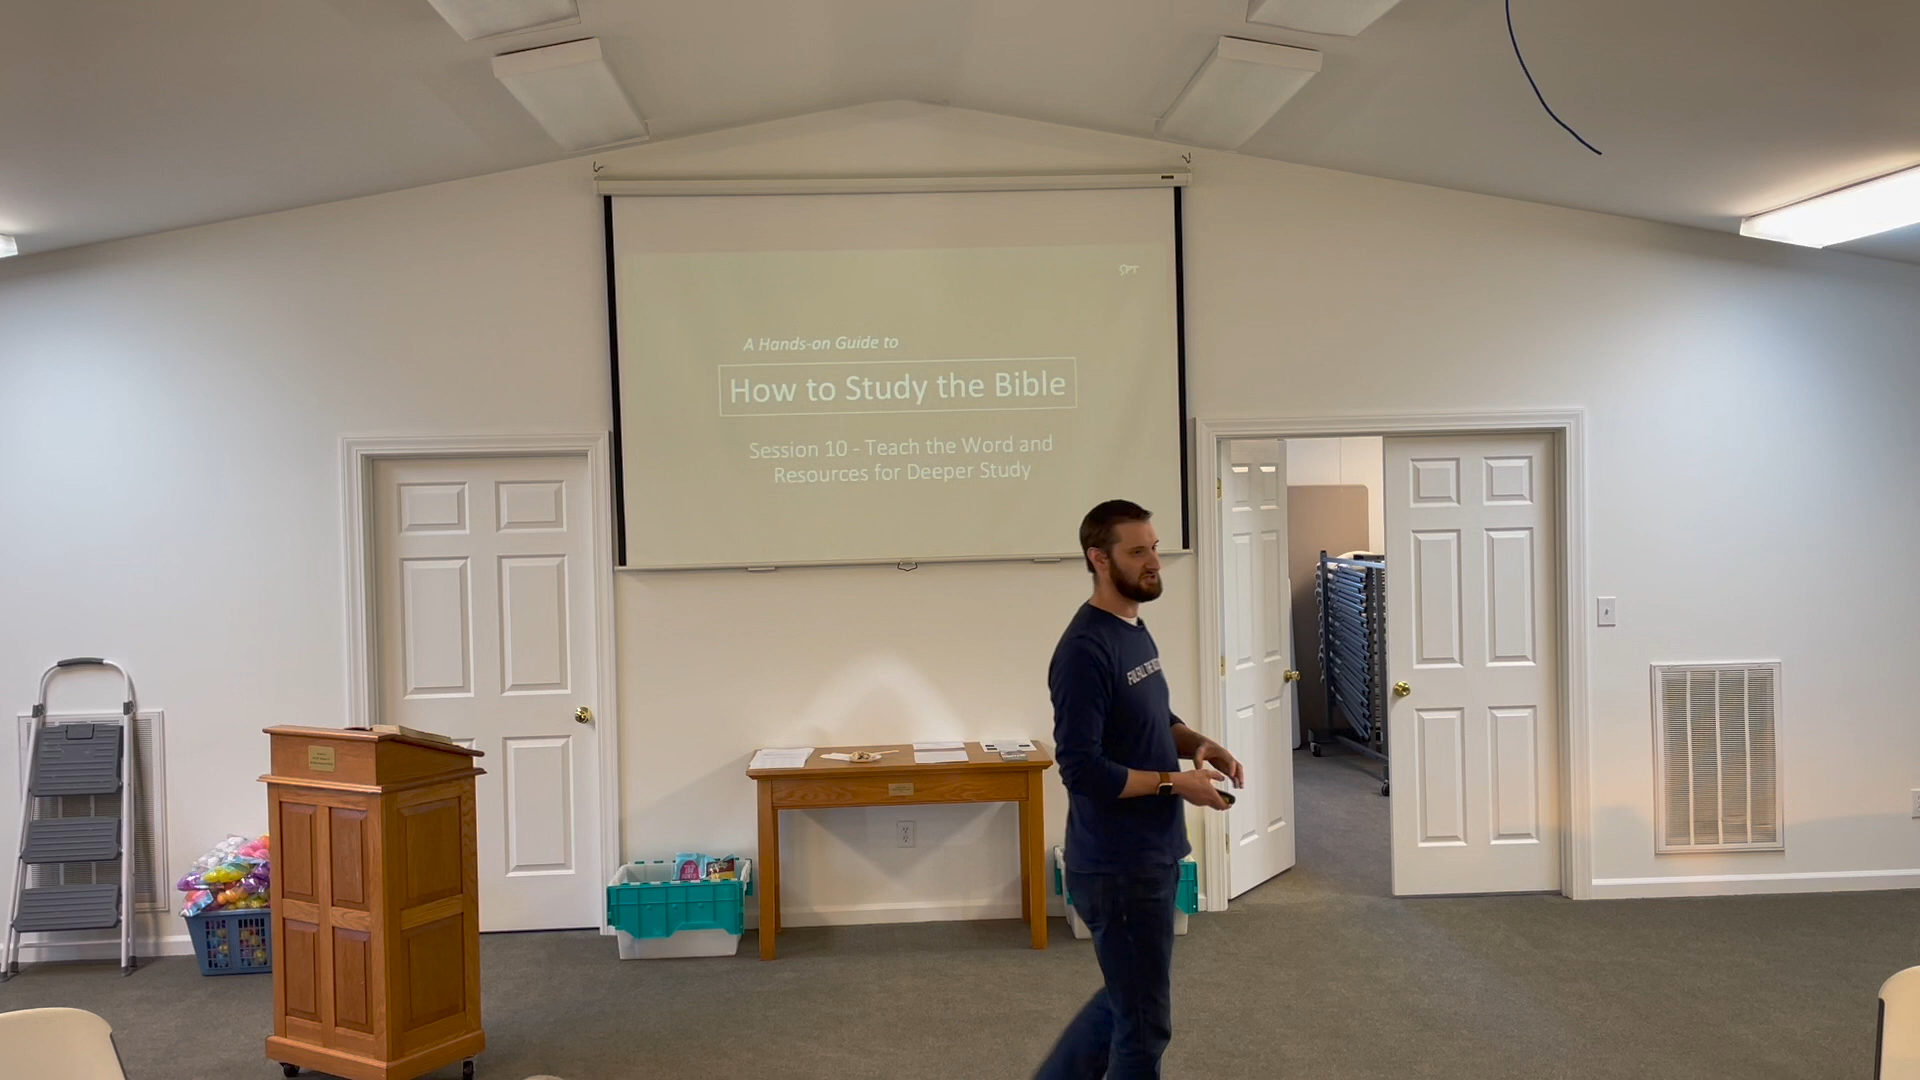 A Hands-on Guide to
How to Study the Bible
Session 10 - Teach the Word and
Resources for Deeper Study
THE